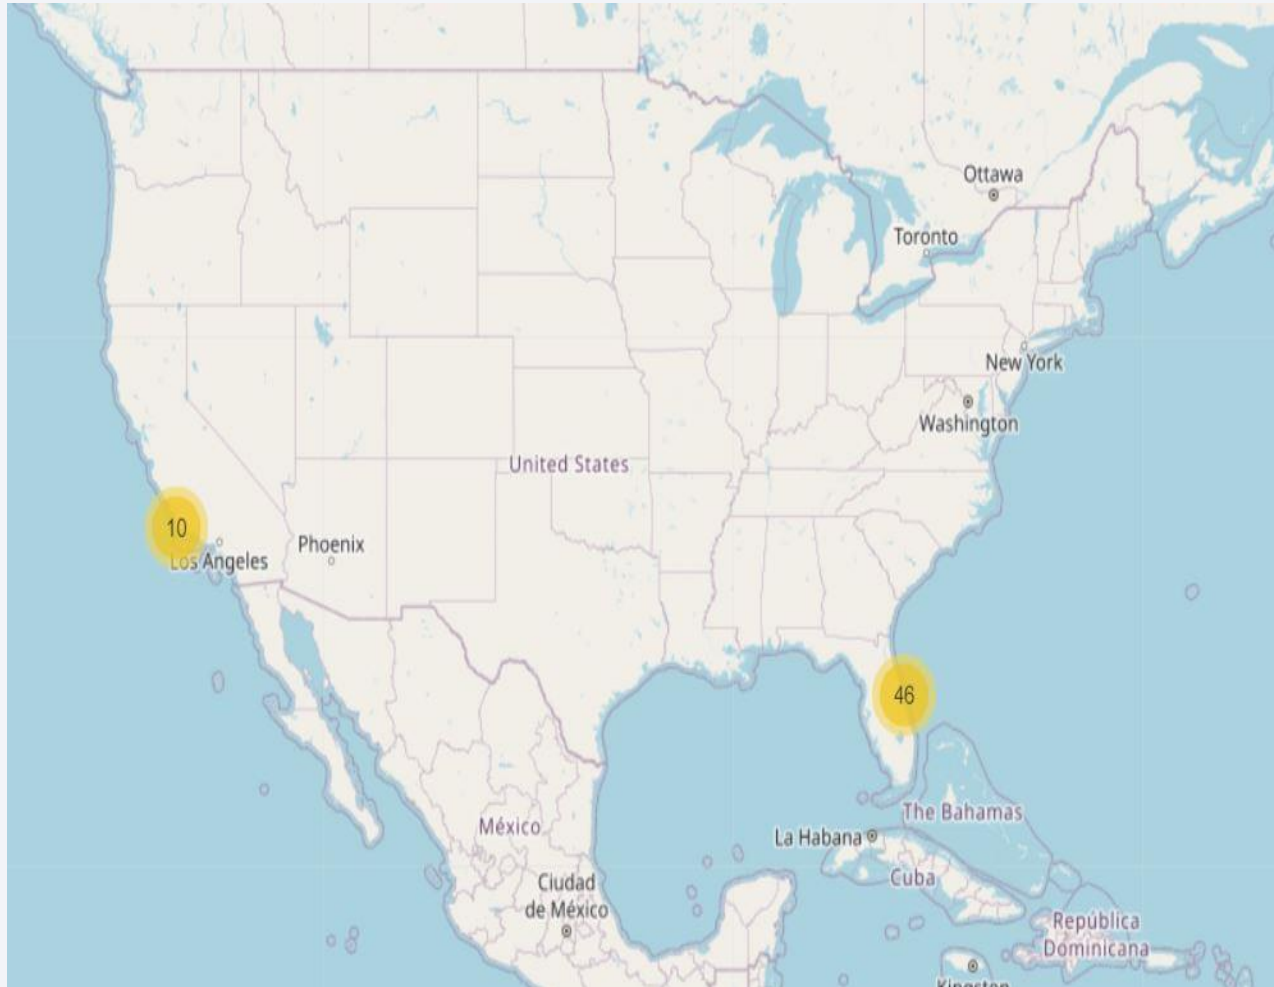 Ottawa
Toronto
New York
Washington
United States
10
Los Angeles
Phoenix
46
The Bahamas
La Habana
México
Cuba
Ciudad
de México
República
Dominicana
Kingston